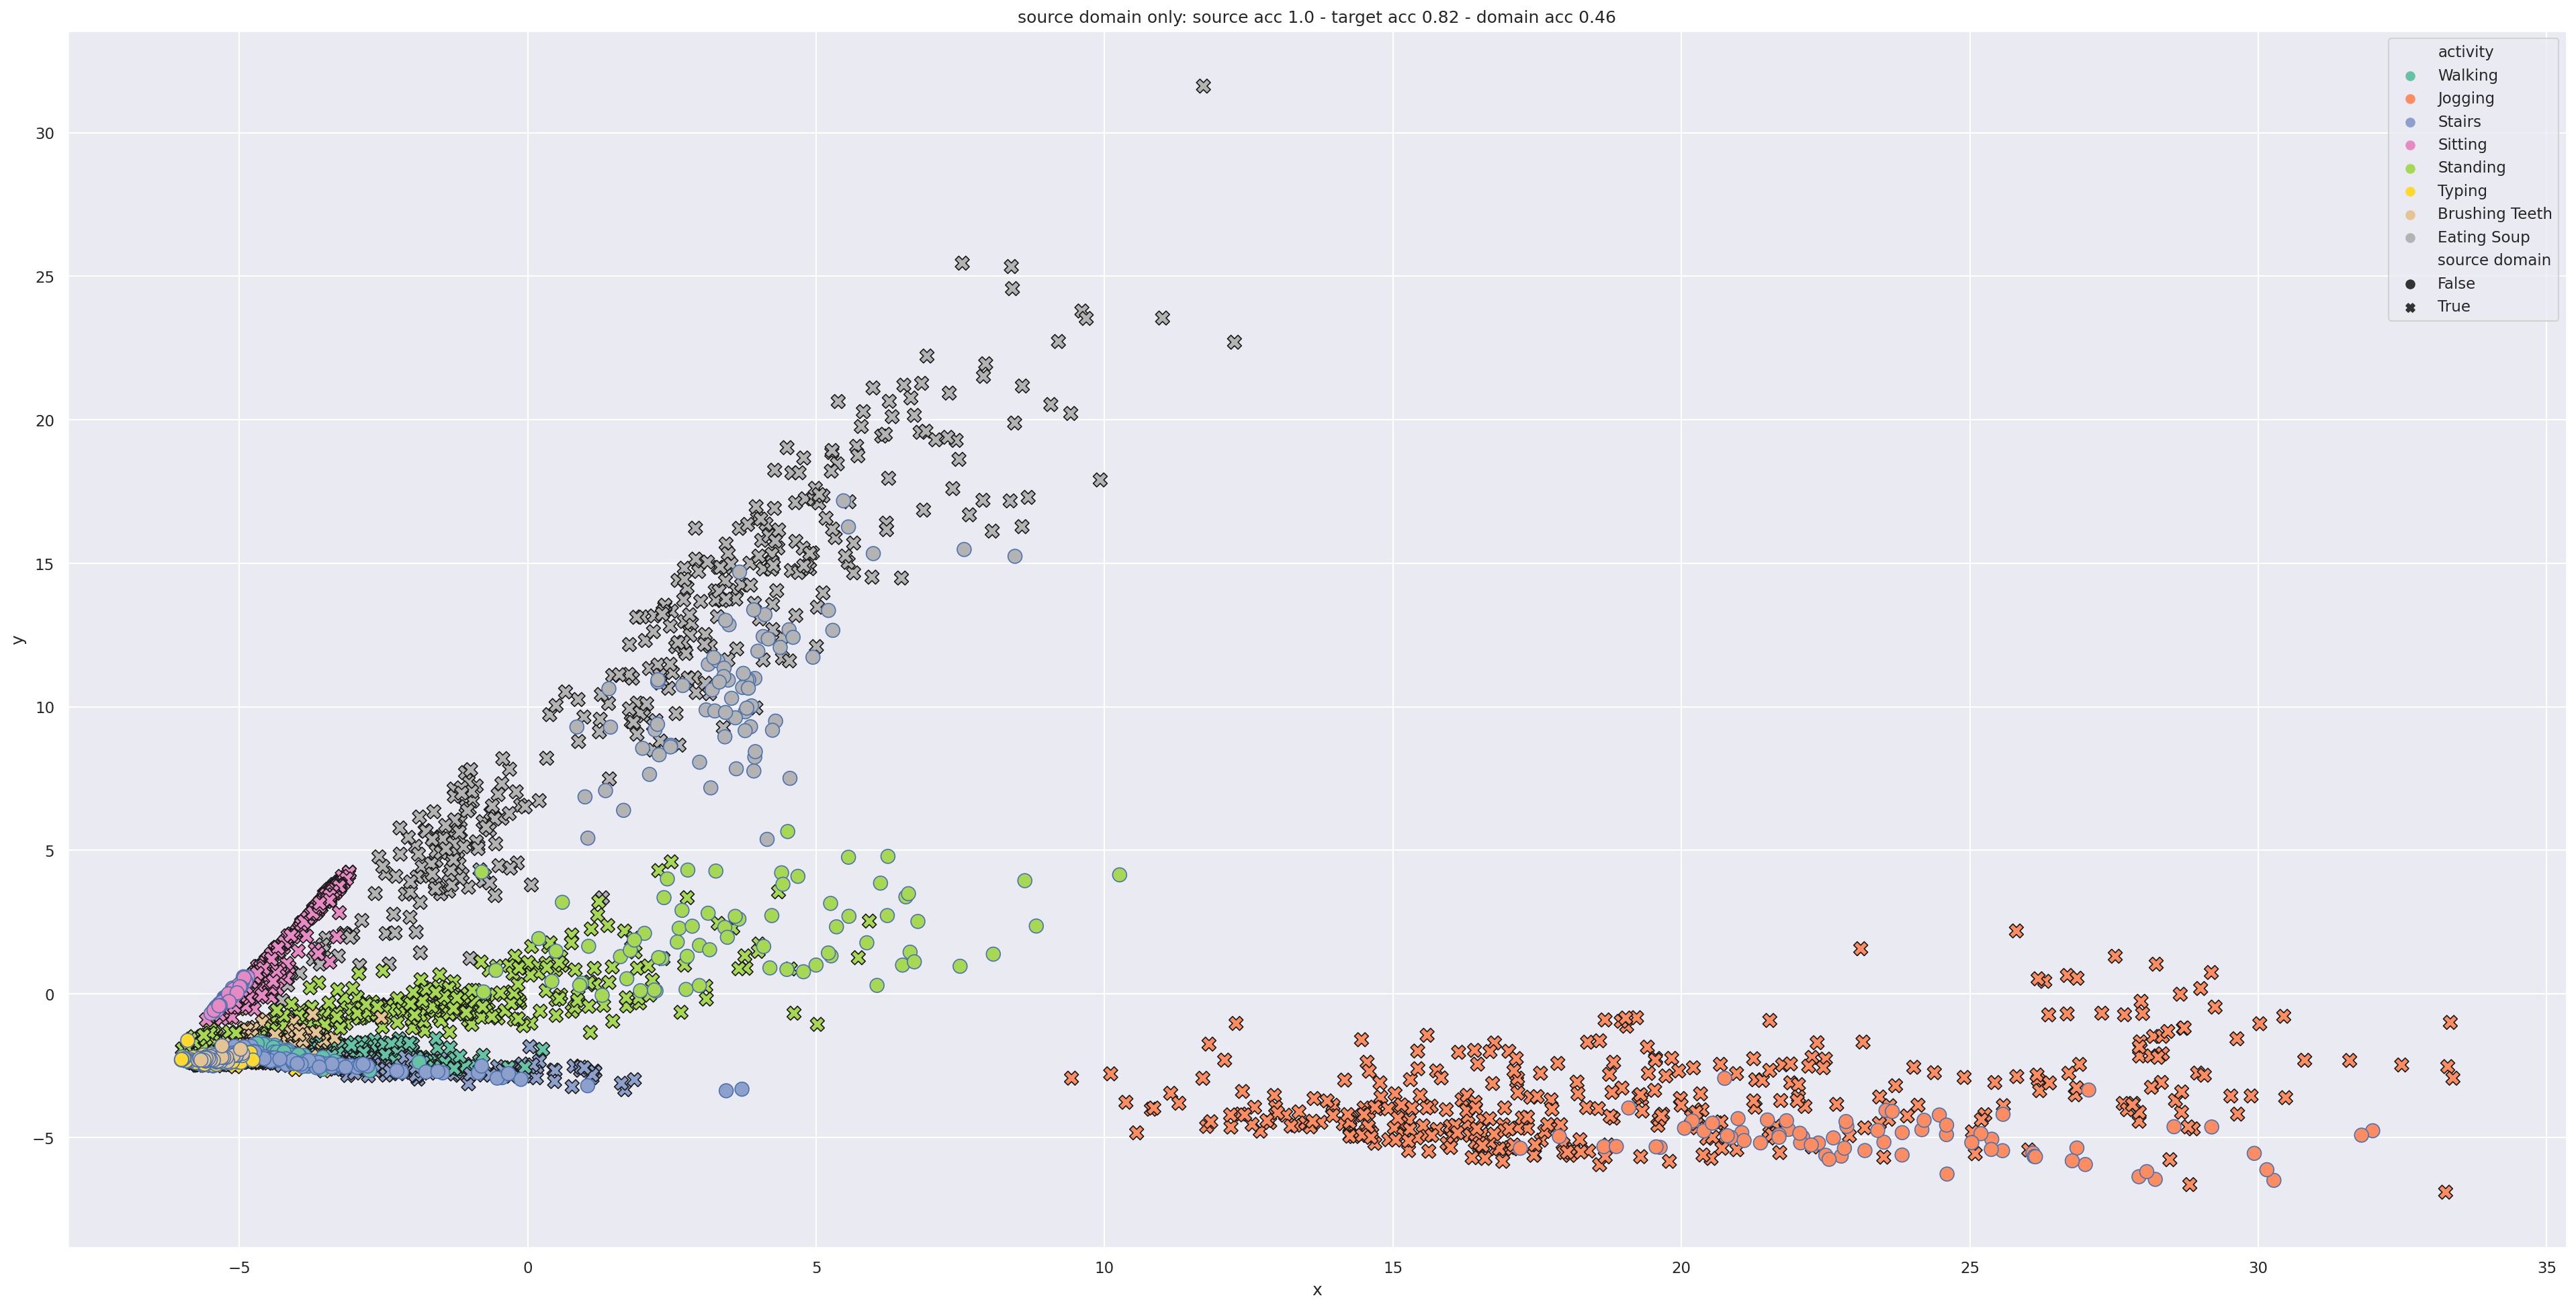 source domain only: source acc 1.0 - target acc 0.82 - domain acc 0.46
activity
Walking
Jogging
Stairs
Sitting
Standing
Typing
Brushing Teeth
Eating Soup
source domain
False
True
30
25
20
15
10
5
0
−5
y
−5
0
5
10
15
20
25
30
35
x